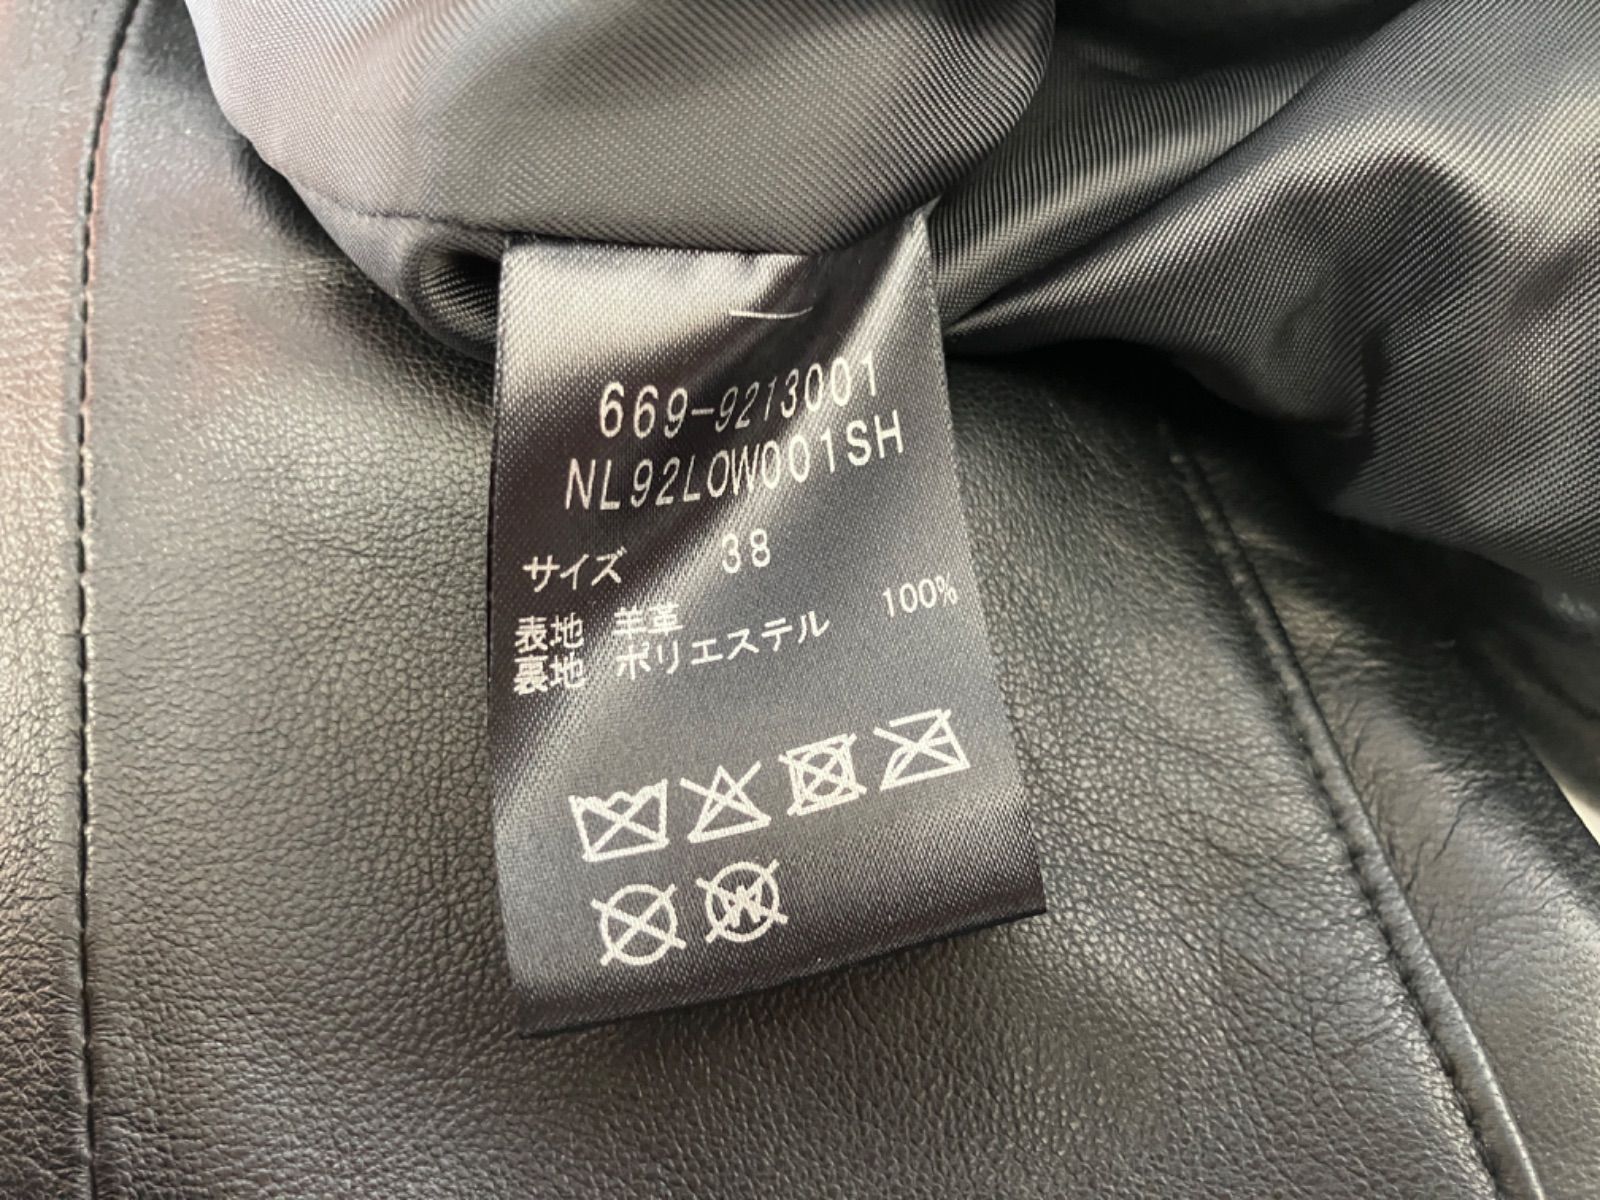 669-9213001
NL92LOW001SH
サイズ 38
表地 羊革
裏地 ポリエステル 100%